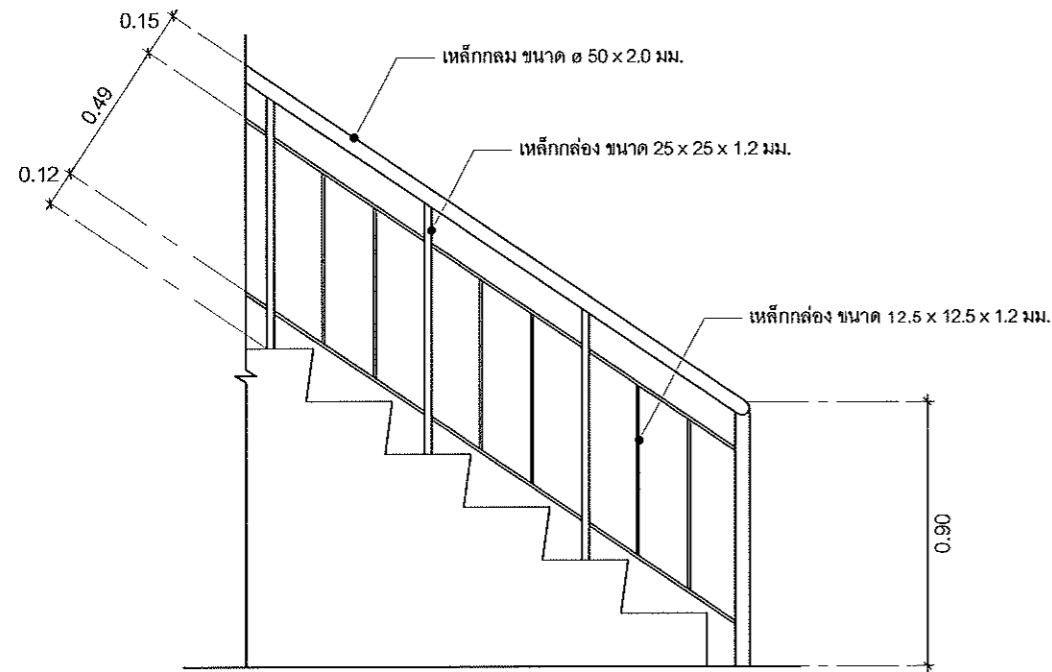 0.15
เหล็กกลม ขนาด ø 50 x 2.0 มม.
0.49
เหล็กกล่อง ขนาด 25 x 25 x 1.2 มม.
0.12
เหล็กกล่อง ขนาด 12.5 x 12.5 x 1.2 มม.
0.90